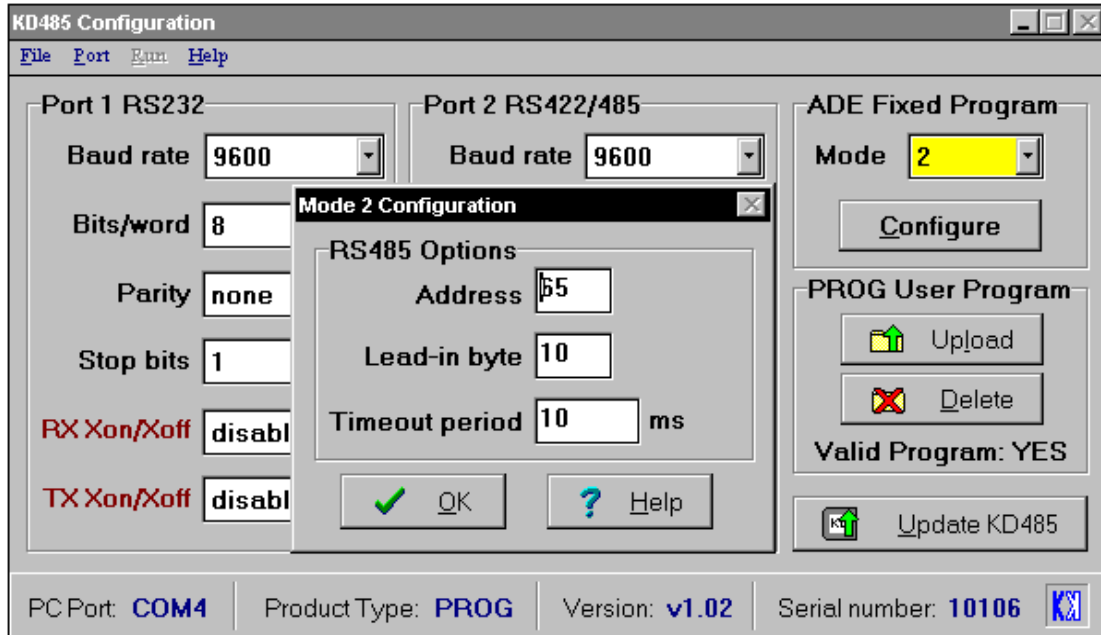 KD485 Configuration
File Port Run Help
Port 1 RS232
Baud rate 9600
Bits/word 8
Parity none
Stop bits 1
RX Xon/Xoff disabl
TX Xon/Xoff disabl
Port 2 RS422/485
Baud rate 9600
Mode 2 Configuration
RS485 Options
Address 65
Lead-in byte 10
Timeout period 10 ms
OK ? Help
ADE Fixed Program
Mode 2
Configure
PROG User Program
Upload
Delete
Valid Program: YES
Update KD485
PC Port: COM4 Product Type: PROG Version: v1.02 Serial number: 10106